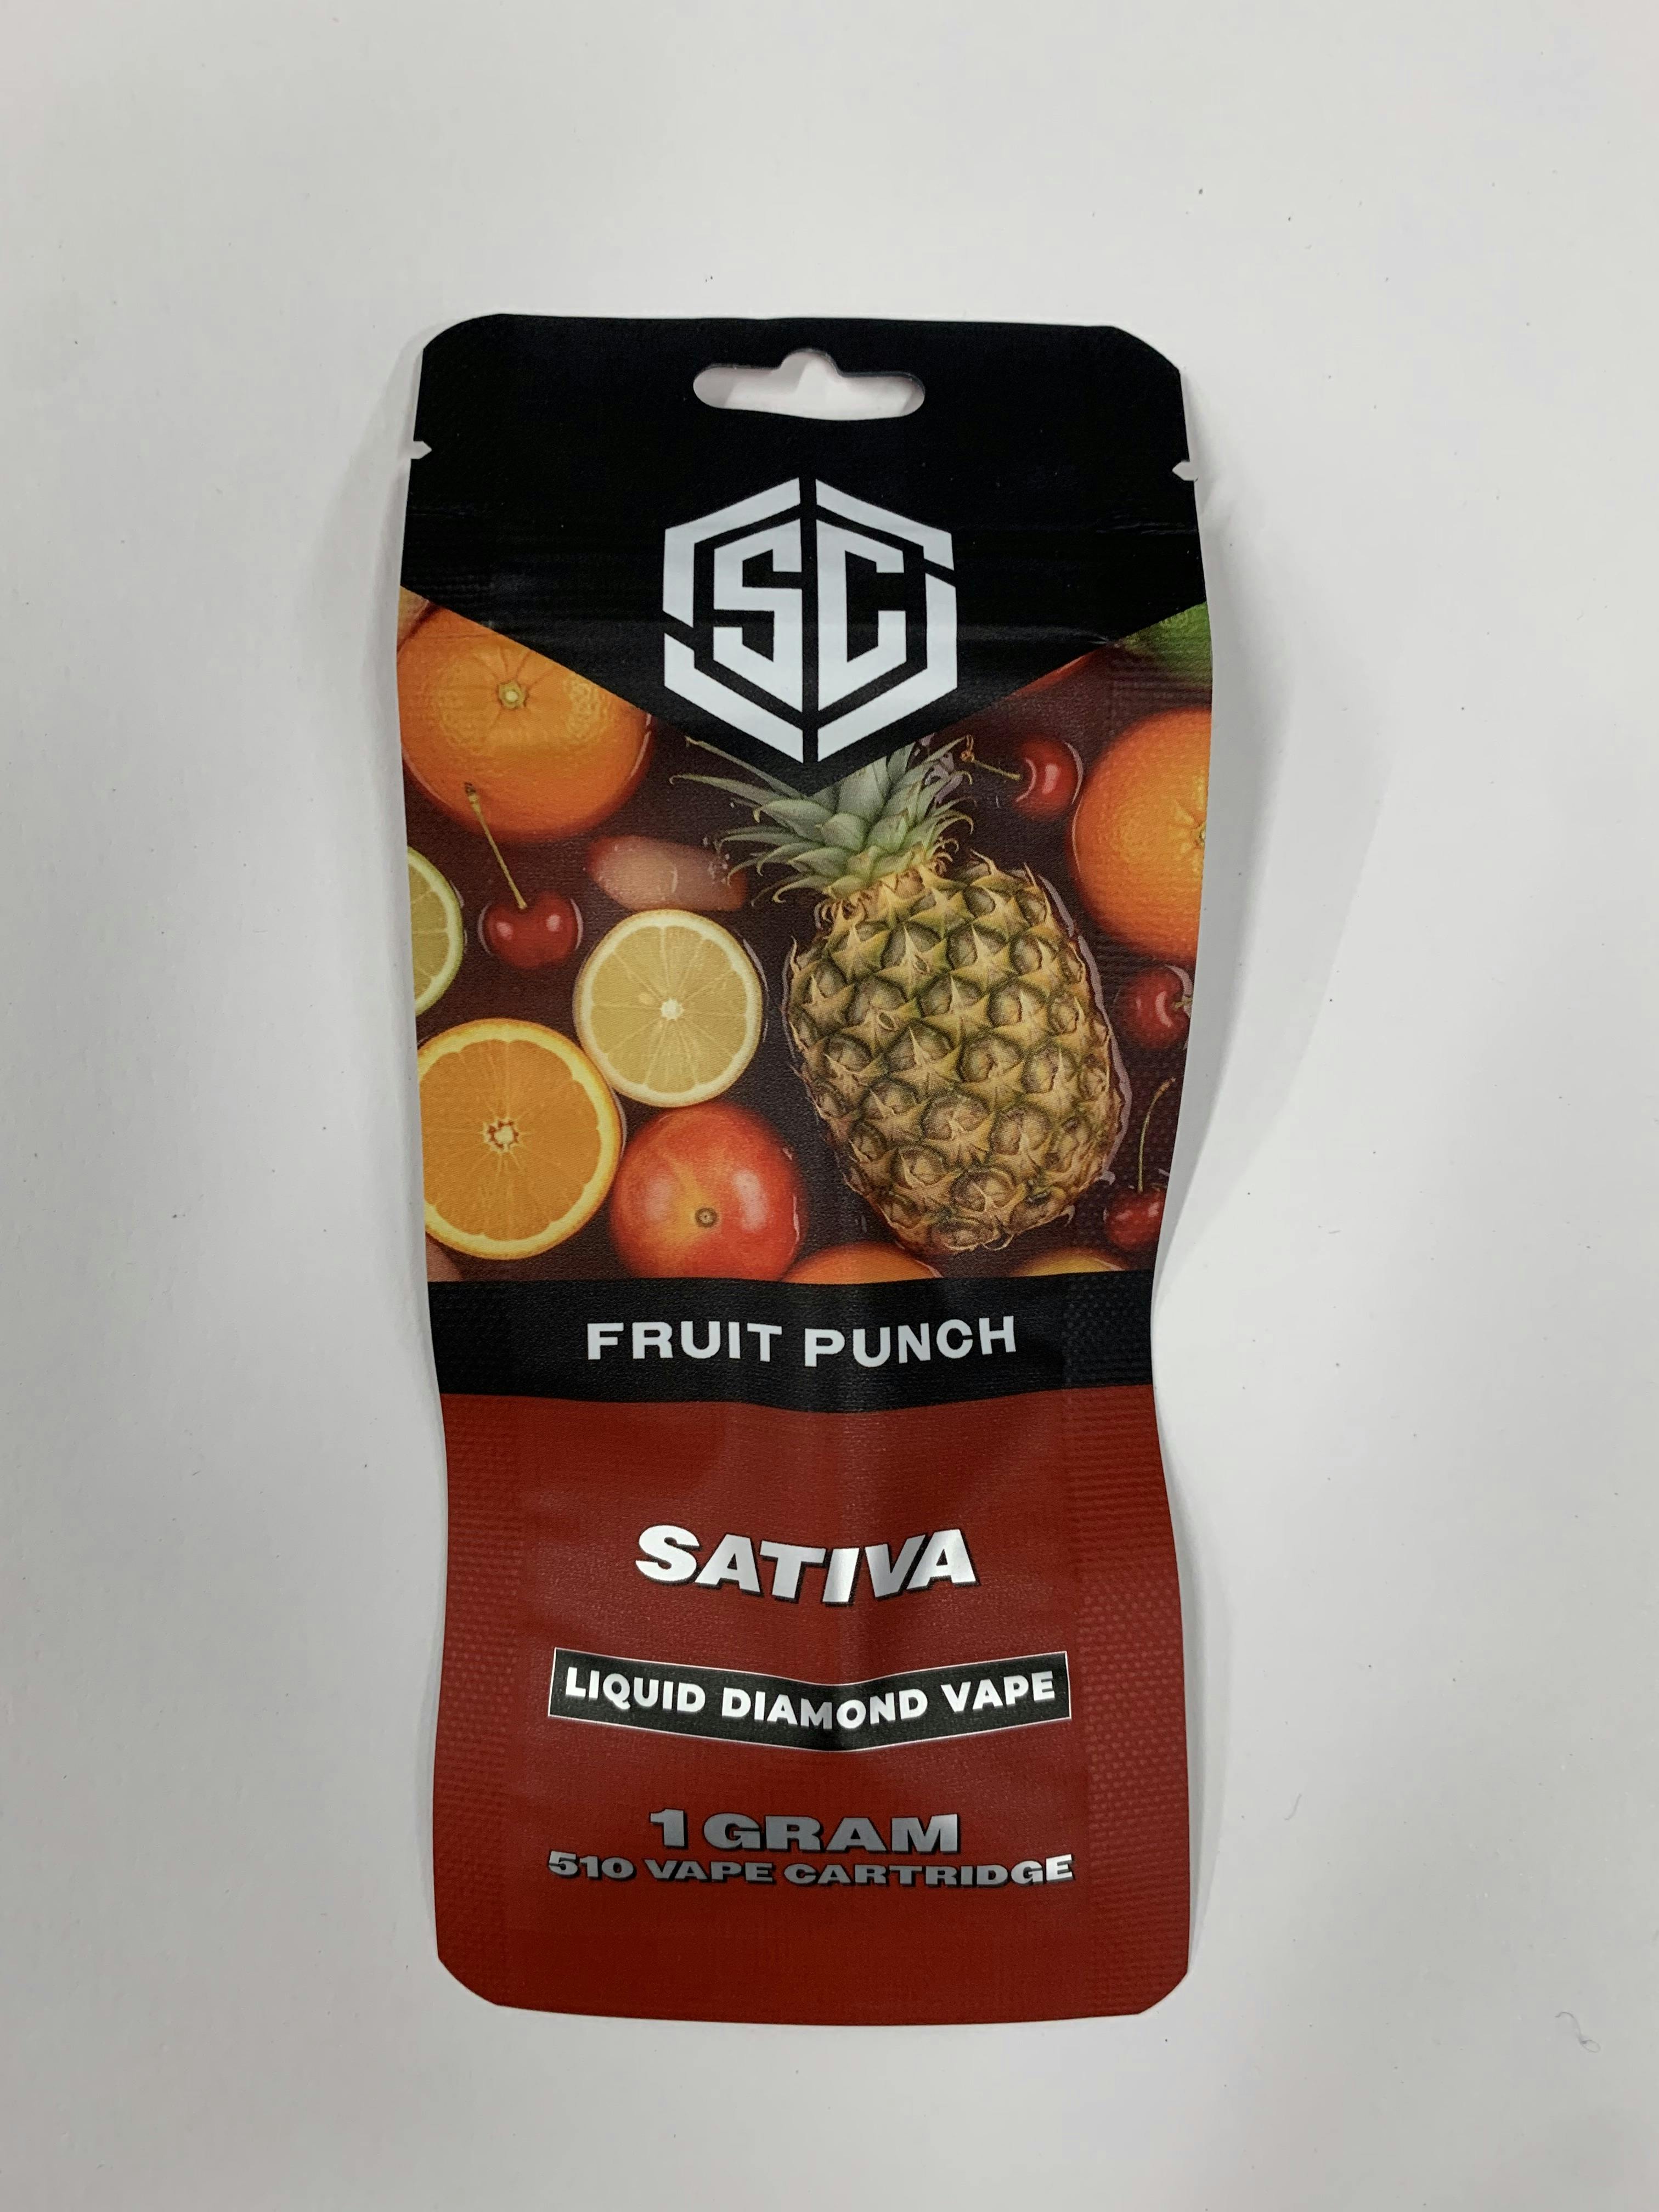 SC
FRUIT PUNCH
SATIVA
LIQUID DIAMOND VAPE
1 GRAM
510 VAPE CARTRIDGE